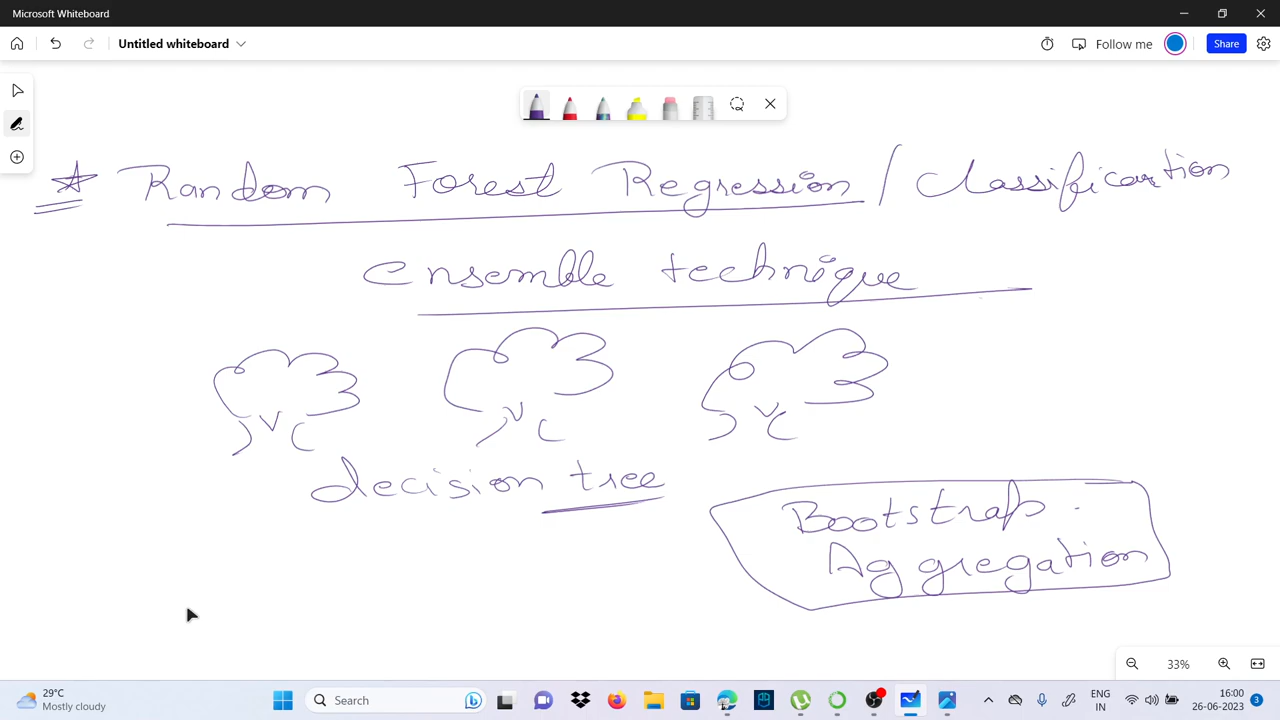 Microsoft Whiteboard
Untitled whiteboard
Follow me
Share
* Random Forest Regression / Classification
ensemble technique
decision tree
Bootstrap
Aggregation
33%
29°C
Mostly cloudy
Search
ENG
IN
16:00
26-06-2023
3